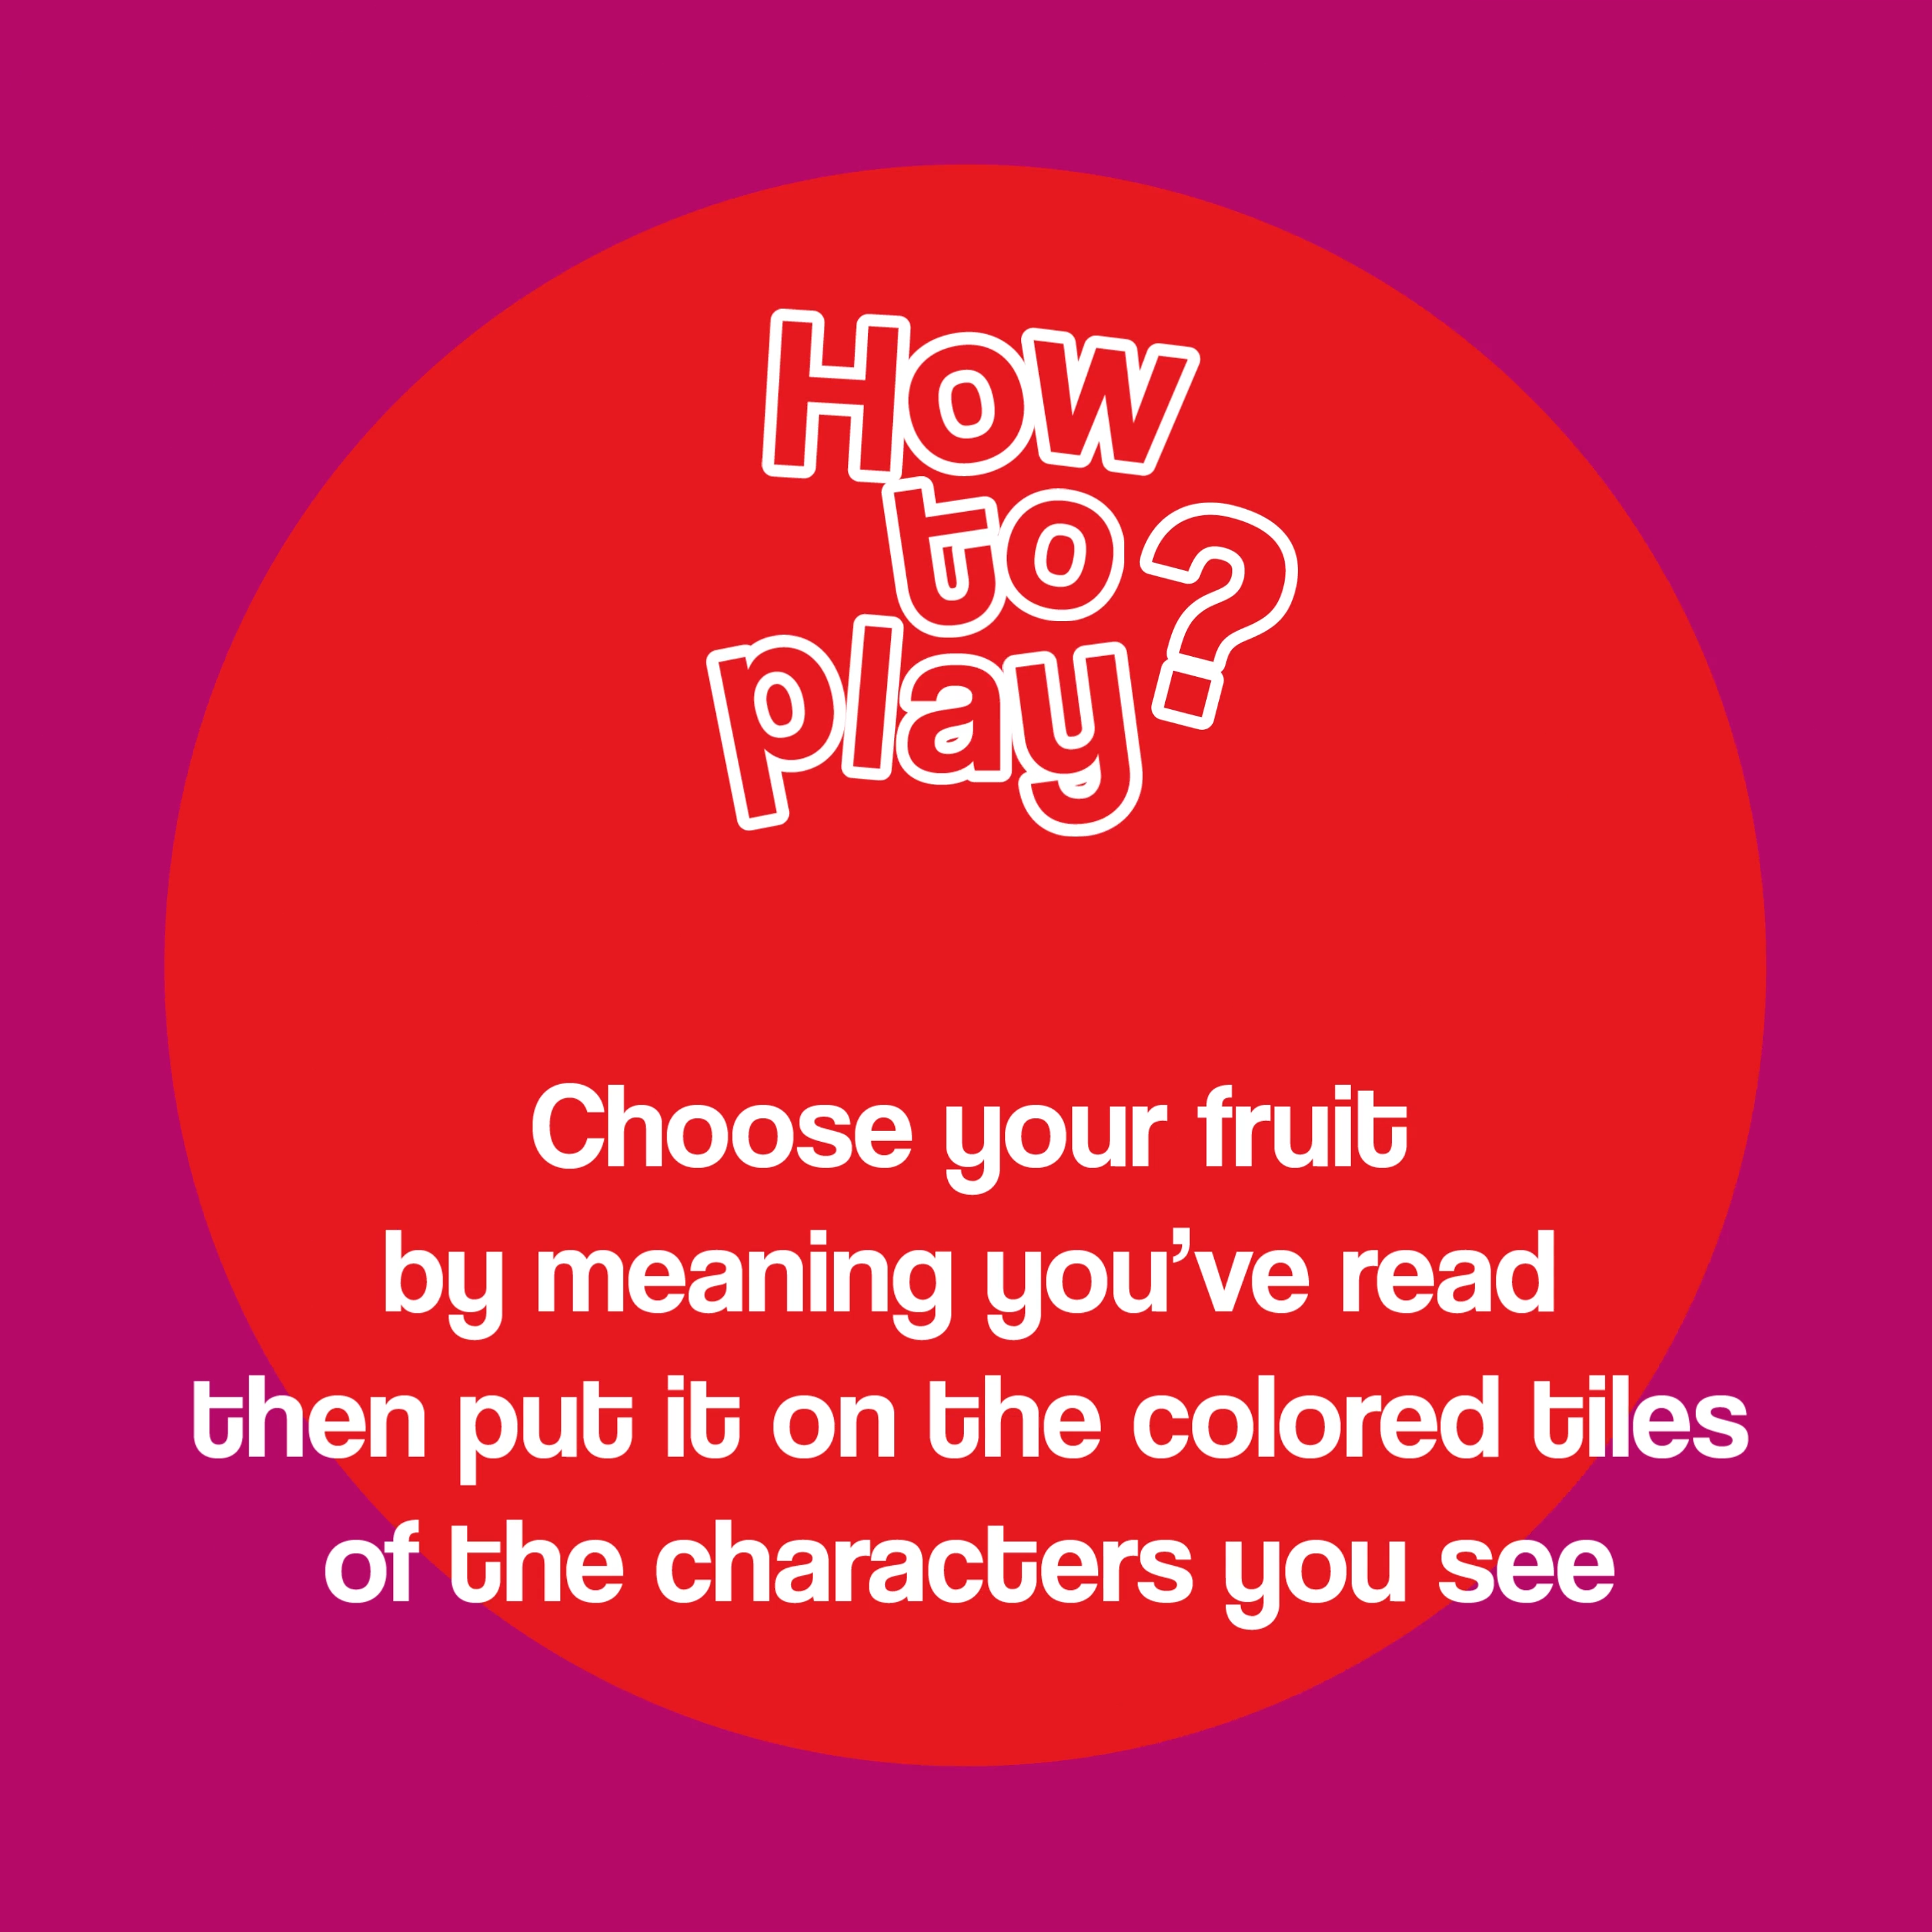 How
to
play?
Choose your fruit
by meaning you’ve read
then put it on the colored tiles
of the characters you see